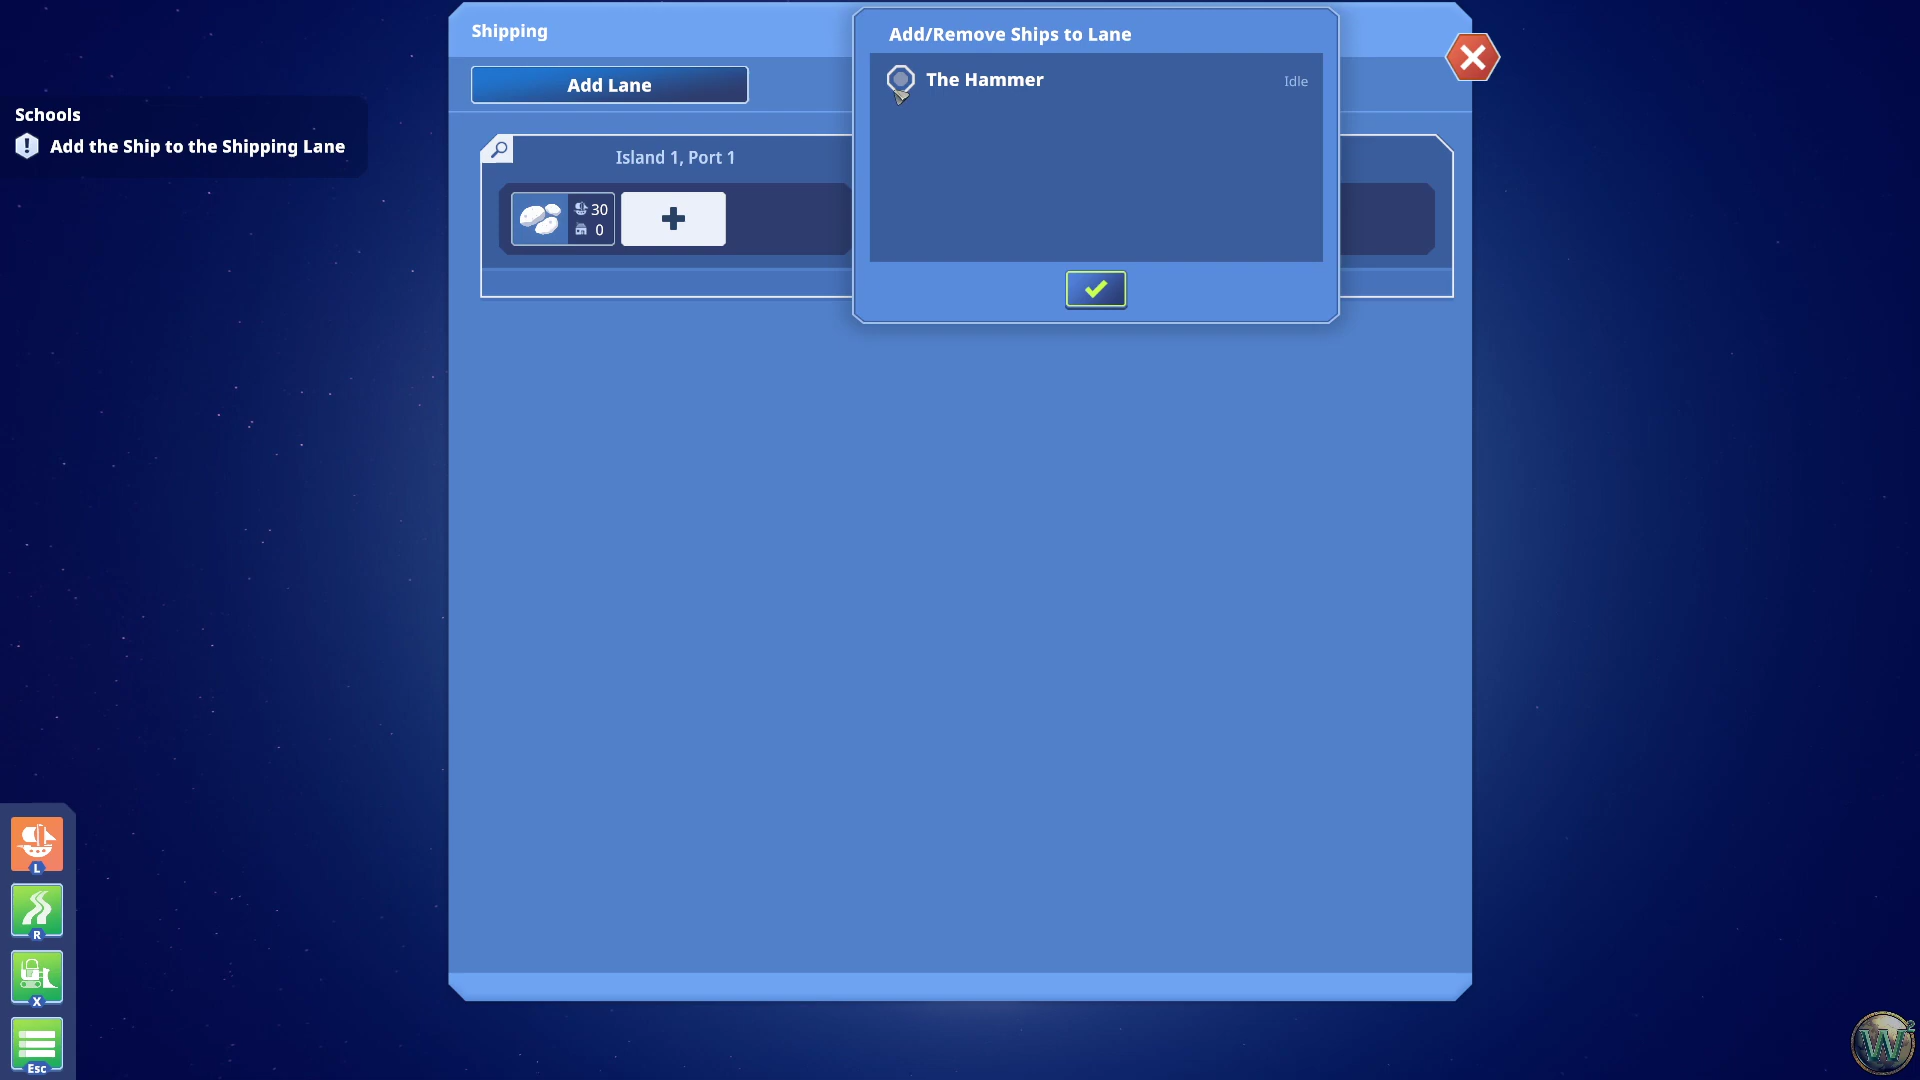 Shipping
Add/Remove Ships to Lane
Add Lane
The Hammer
Idle
Schools
Add the Ship to the Shipping Lane
Island 1, Port 1
30
0
L
R
X
Esc
W2